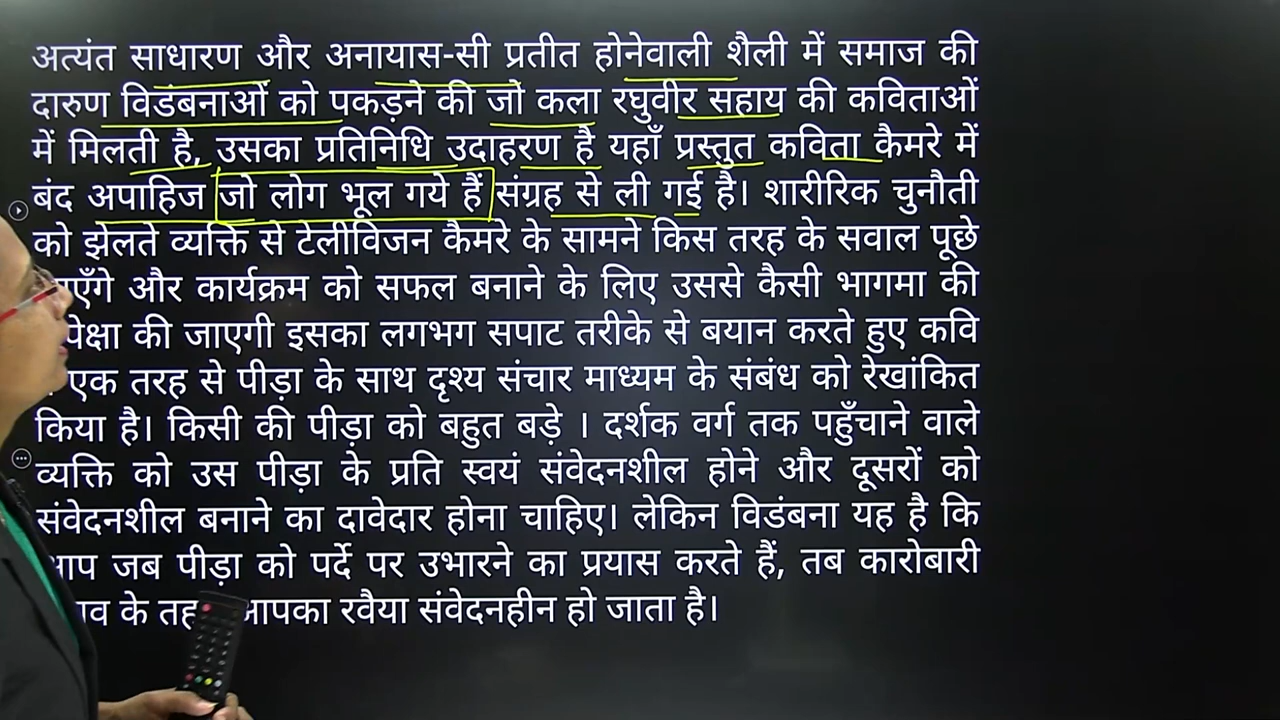 अत्यंत साधारण और अनायास-सी प्रतीत होनेवाली शैली में समाज की
दारुण विडंबनाओं को पकड़ने की जो कला रघुवीर सहाय की कविताओं
में मिलती है, उसका प्रतिनिधि उदाहरण है यहाँ प्रस्तुत कविता कैमरे में
बंद अपाहिज जो लोग भूल गये हैं संग्रह से ली गई है। शारीरिक चुनौती
को झेलते व्यक्ति से टेलीविजन कैमरे के सामने किस तरह के सवाल पूछे
और कार्यक्रम को सफल बनाने के लिए उससे कैसी भागमा की
की जाएगी इसका लगभग सपाट तरीके से बयान करते हुए कवि
एक तरह से पीड़ा के साथ दृश्य संचार माध्यम के संबंध को रेखांकित
किया है। किसी की पीड़ा को बहुत बड़े । दर्शक वर्ग तक पहुँचाने वाले
व्यक्ति को उस पीड़ा के प्रति स्वयं संवेदनशील होने और दूसरों को
संवेदनशील बनाने का दावेदार होना चाहिए। लेकिन विडंबना यह है कि
जब पीड़ा को पर्दे पर उभारने का प्रयास करते हैं, तब कारोबारी
के आपका रवैया संवेदनहीन हो जाता है।